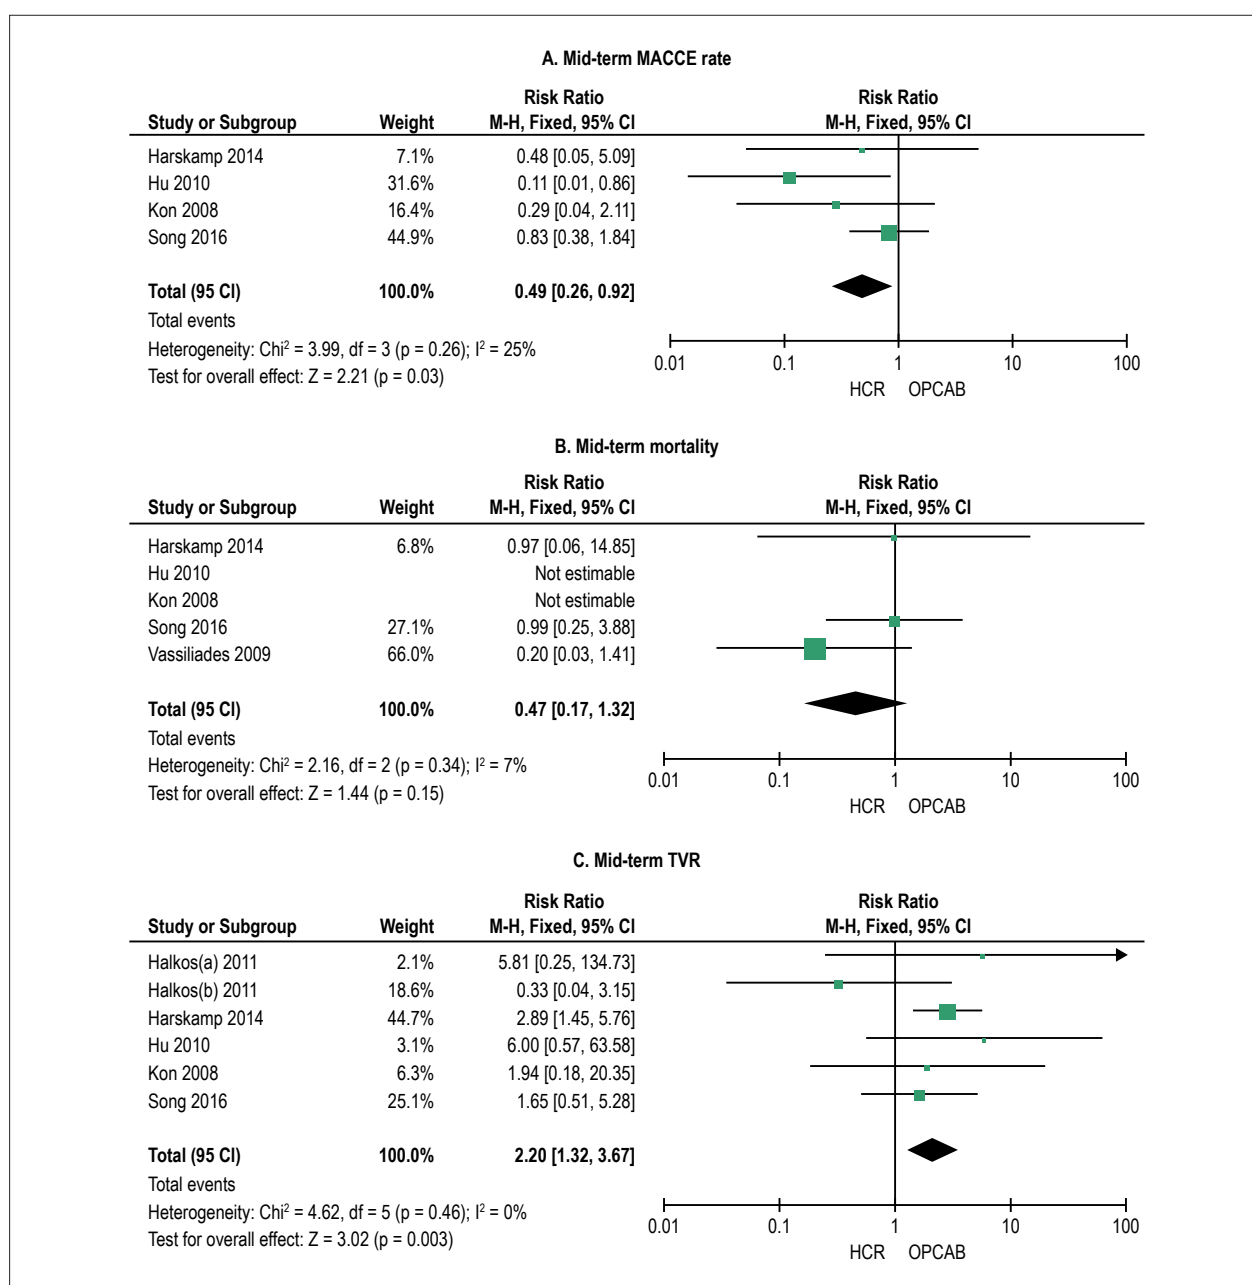 A. Mid-term MACCE rate
Risk Ratio Risk Ratio
Study or Subgroup Weight M-H, Fixed, 95% CI M-H, Fixed, 95% CI
Harskamp 2014 7.1% 0.48 [0.05, 5.09]
Hu 2010 31.6% 0.11 [0.01, 0.86]
Kon 2008 16.4% 0.29 [0.04, 2.11]
Song 2016 44.9% 0.83 [0.38, 1.84]
Total (95 CI) 100.0% 0.49 [0.26, 0.92]
Total events
Heterogeneity: Chi² = 3.99, df = 3 (p = 0.26); I² = 25%
0.01 0.1 1 10 100
Test for overall effect: Z = 2.21 (p = 0.03)
HCR OPCAB
B. Mid-term mortality
Risk Ratio Risk Ratio
Study or Subgroup Weight M-H, Fixed, 95% CI M-H, Fixed, 95% CI
Harskamp 2014 6.8% 0.97 [0.06, 14.85]
Hu 2010 Not estimable
Kon 2008 Not estimable
Song 2016 27.1% 0.99 [0.25, 3.88]
Vassiliades 2009 66.0% 0.20 [0.03, 1.41]
Total (95 CI) 100.0% 0.47 [0.17, 1.32]
Total events
Heterogeneity: Chi² = 2.16, df = 2 (p = 0.34); I² = 7%
0.01 0.1 1 10 100
Test for overall effect: Z = 1.44 (p = 0.15)
HCR OPCAB
C. Mid-term TVR
Risk Ratio Risk Ratio
Study or Subgroup Weight M-H, Fixed, 95% CI M-H, Fixed, 95% CI
Halkos(a) 2011 2.1% 5.81 [0.25, 134.73]
Halkos(b) 2011 18.6% 0.33 [0.04, 3.15]
Harskamp 2014 44.7% 2.89 [1.45, 5.76]
Hu 2010 3.1% 6.00 [0.57, 63.58]
Kon 2008 6.3% 1.94 [0.18, 20.35]
Song 2016 25.1% 1.65 [0.51, 5.28]
Total (95 CI) 100.0% 2.20 [1.32, 3.67]
Total events
Heterogeneity: Chi² = 4.62, df = 5 (p = 0.46); I² = 0%
0.01 0.1 1 10 100
Test for overall effect: Z = 3.02 (p = 0.003)
HCR OPCAB